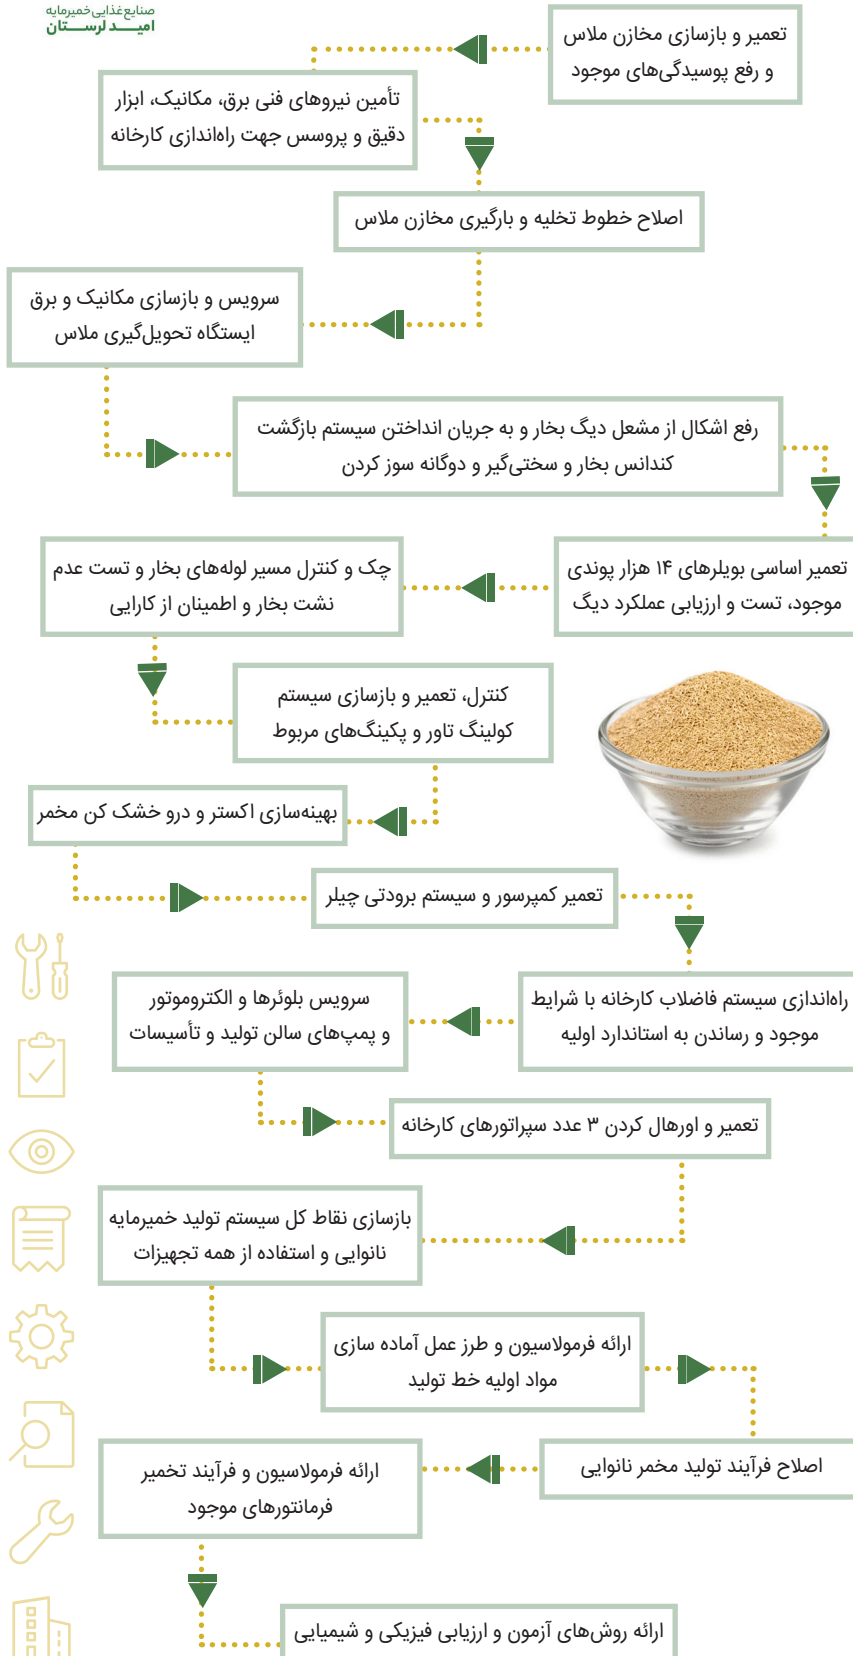 صنایع‌غذایی‌خمیرمایه
امیـــد لرســـتان
تعمیر و بازسازی مخازن ملاس
و رفع پوسیدگی‌های موجود
تأمین نیروهای فنی برق، مکانیک، ابزار
دقیق و پروسس جهت راه‌اندازی کارخانه
اصلاح خطوط تخلیه و بارگیری مخازن ملاس
سرویس و بازسازی مکانیک و برق
ایستگاه تحویل‌گیری ملاس
رفع اشکال از مشعل دیگ بخار و به جریان انداختن سیستم بازگشت
کندانس بخار و سختی‌گیر و دوگانه سوز کردن
تعمیر اساسی بویلرهای ۱۴ هزار پوندی
موجود، تست و ارزیابی عملکرد دیگ
چک و کنترل مسیر لوله‌های بخار و تست عدم
نشت بخار و اطمینان از کارایی
کنترل، تعمیر و بازسازی سیستم
کولینگ تاور و پکینگ‌های مربوط
بهینه‌سازی اکستر و درو خشک کن مخمر
تعمیر کمپرسور و سیستم برودتی چیلر
راه‌اندازی سیستم فاضلاب کارخانه با شرایط
موجود و رساندن به استاندارد اولیه
سرویس بلوئرها و الکتروموتور
و پمپ‌های سالن تولید و تأسیسات
تعمیر و اورهال کردن ۳ عدد سپراتورهای کارخانه
بازسازی نقاط کل سیستم تولید خمیرمایه
نانوایی و استفاده از همه تجهیزات
ارائه فرمولاسیون و طرز عمل آماده سازی
مواد اولیه خط تولید
اصلاح فرآیند تولید مخمر نانوایی
ارائه فرمولاسیون و فرآیند تخمیر
فرمانتورهای موجود
ارائه روش‌های آزمون و ارزیابی فیزیکی و شیمیایی